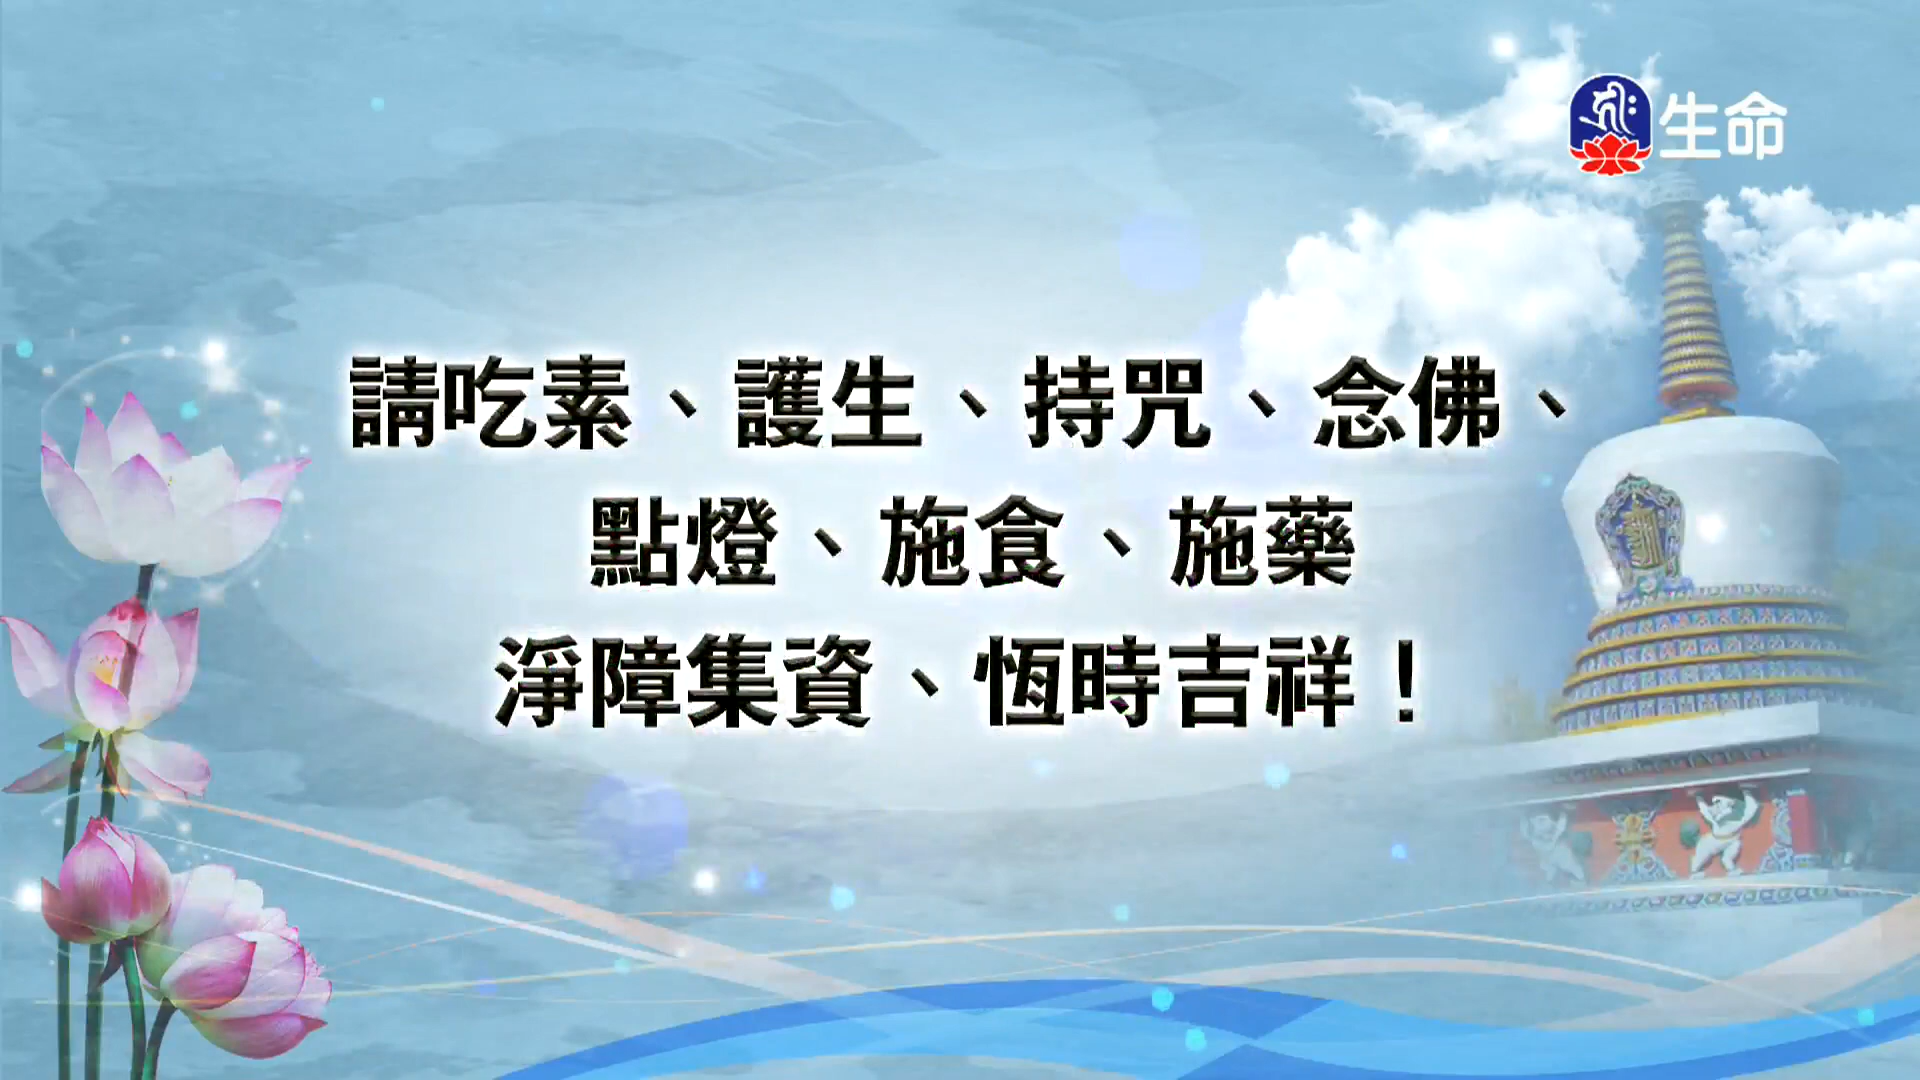 生命
請吃素、護生、持咒、念佛、
點燈、施食、施藥
淨障集資、恆時吉祥！